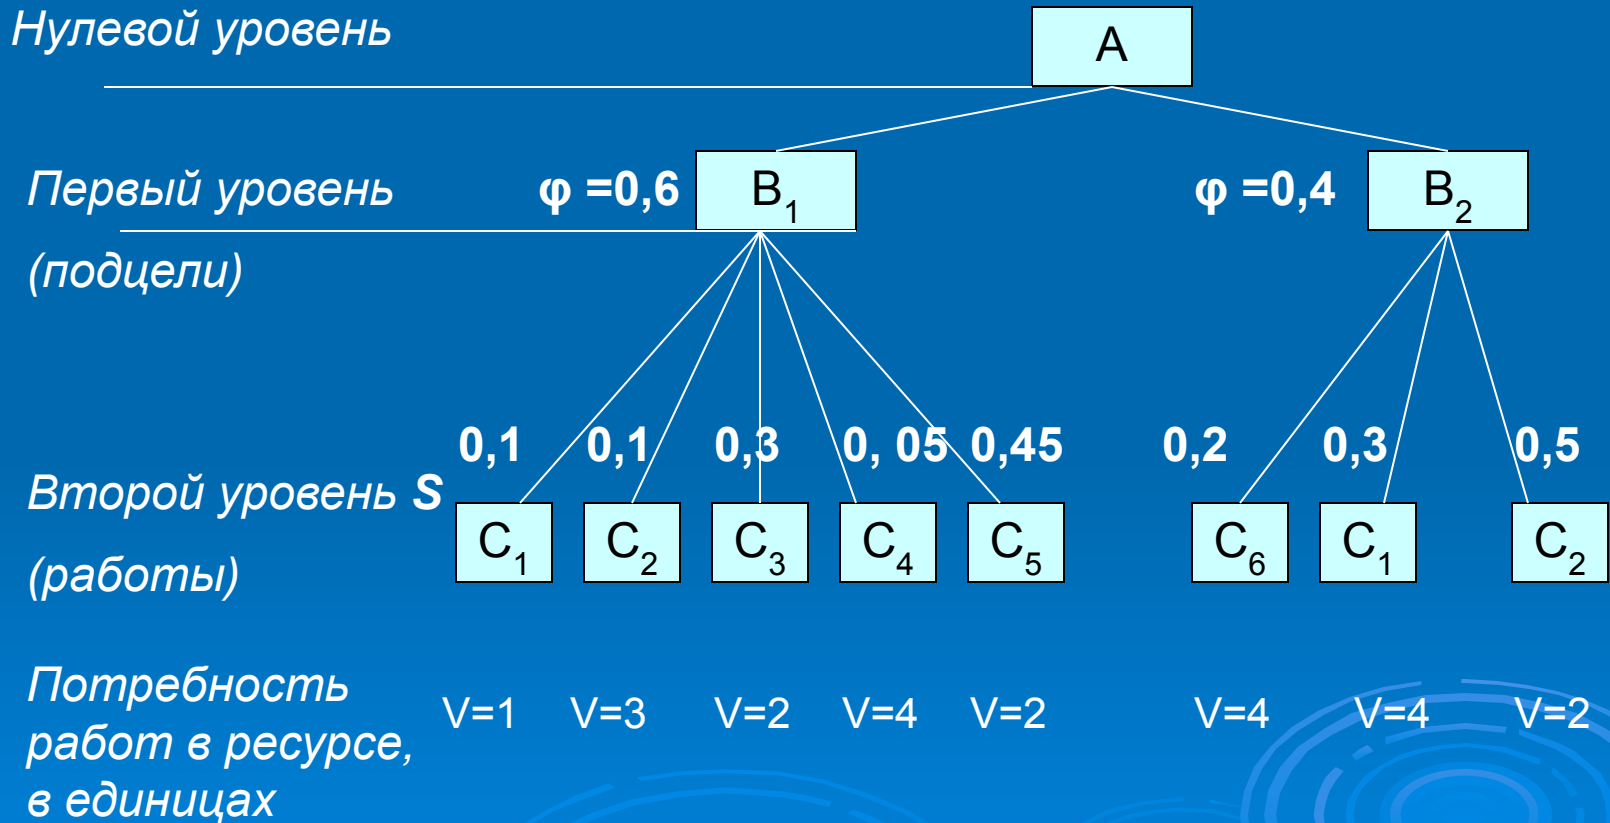 Нулевой уровень
A
Первый уровень
φ =0,6
B1
φ =0,4
B2
(подцели)
0,1 0,1 0,3 0, 05 0,45 0,2 0,3 0,5
Второй уровень S
C1 C2 C3 C4 C5 C6 C1 C2
(работы)
Потребность
работ в ресурсе,
в единицах
V=1 V=3 V=2 V=4 V=2 V=4 V=4 V=2